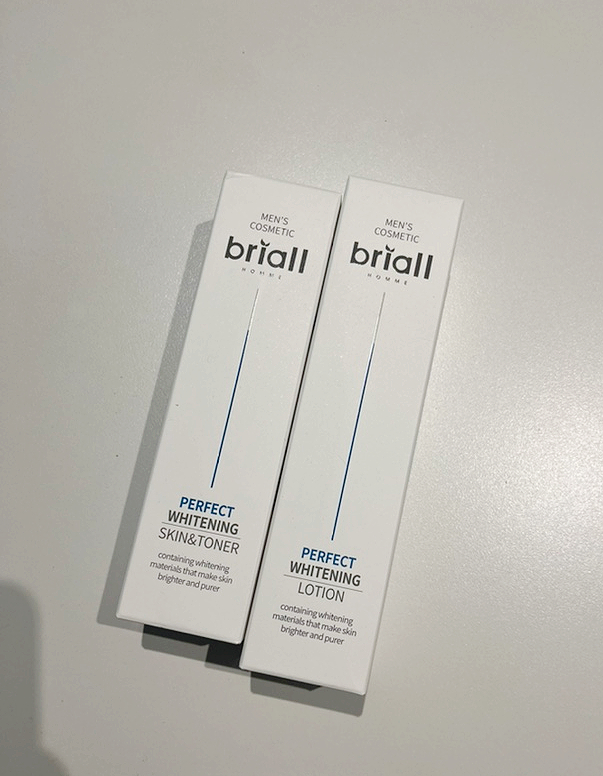 MEN'S
COSMETIC
briall
HOMME
PERFECT
WHITENING
SKIN&TONER
containing whitening
materials that make skin
brighter and purer
MEN'S
COSMETIC
briall
HOMME
PERFECT
WHITENING
LOTION
containing whitening
materials that make skin
brighter and purer